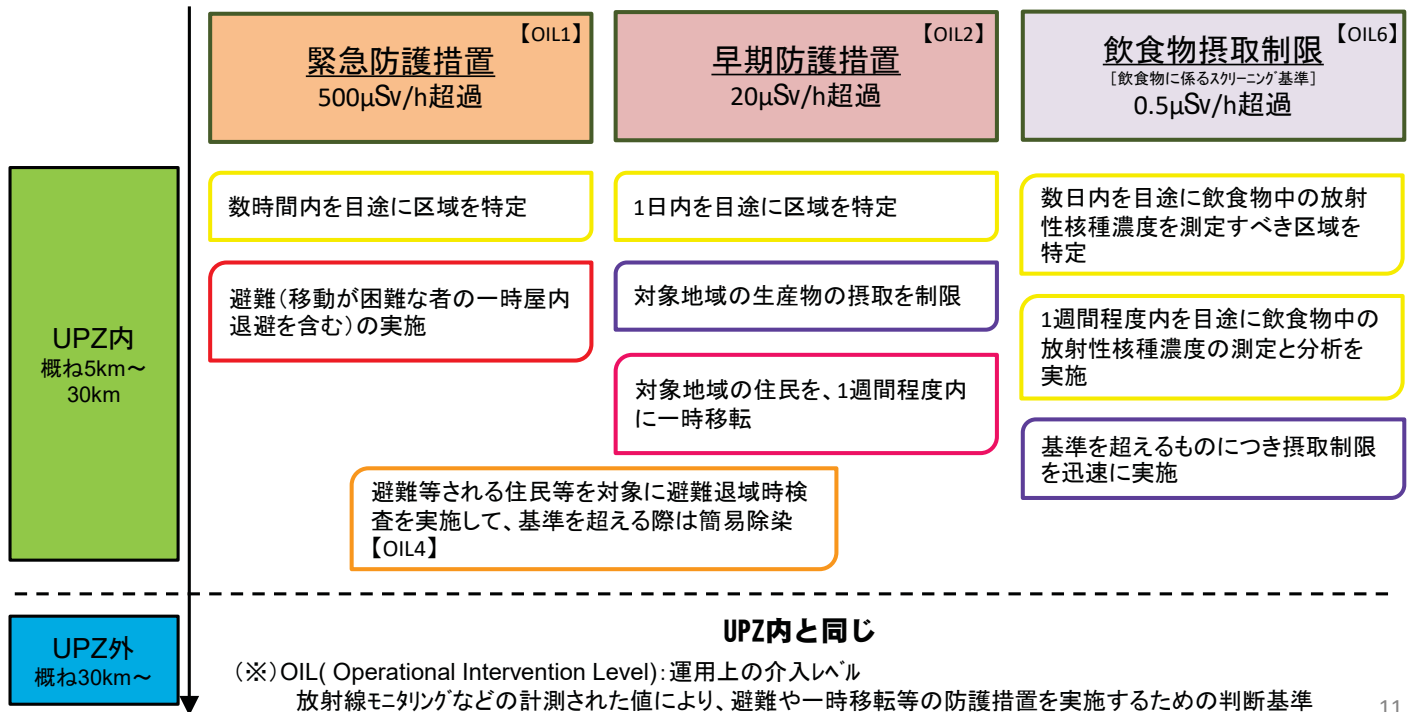 【OIL1】
緊急防護措置
500μSv/h超過
【OIL2】
早期防護措置
20μSv/h超過
【OIL6】
飲食物摂取制限
[飲食物に係るスクリーニング基準]
0.5μSv/h超過
UPZ内
概ね5km～
30km
数時間内を目途に区域を特定
避難(移動が困難な者の一時屋内
退避を含む)の実施
1日内を目途に区域を特定
対象地域の生産物の摂取を制限
対象地域の住民を、1週間程度内
に一時移転
数日内を目途に飲食物中の放射
性核種濃度を測定すべき区域を
特定
1週間程度内を目途に飲食物中の
放射性核種濃度の測定と分析を
実施
基準を超えるものにつき摂取制限
を迅速に実施
避難等される住民等を対象に避難退域時検
査を実施して、基準を超える際は簡易除染
【OIL4】
UPZ外
概ね30km～
UPZ内と同じ
(※)OIL( Operational Intervention Level):運用上の介入レベル
放射線モニタリングなどの計測された値により、避難や一時移転等の防護措置を実施するための判断基準
11